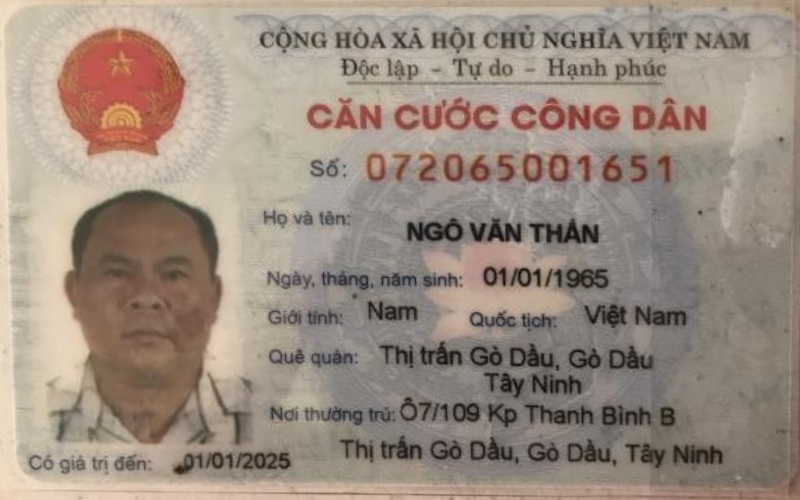 CỘNG HÒA XÃ HỘI CHỦ NGHĨA VIỆT NAM
Độc lập - Tự do - Hạnh phúc
CĂN CƯỚC CÔNG DÂN
Số: 072065001651
Họ và tên: NGÔ VĂN THẮN
Ngày, tháng, năm sinh: 01/01/1965
Giới tính: Nam Quốc tịch: Việt Nam
Quê quán: Thị trấn Gò Dầu, Gò Dầu
Tây Ninh
Nơi thường trú: Ô7/109 Kp Thanh Bình B
Thị trấn Gò Dầu, Gò Dầu, Tây Ninh
Có giá trị đến: 01/01/2025